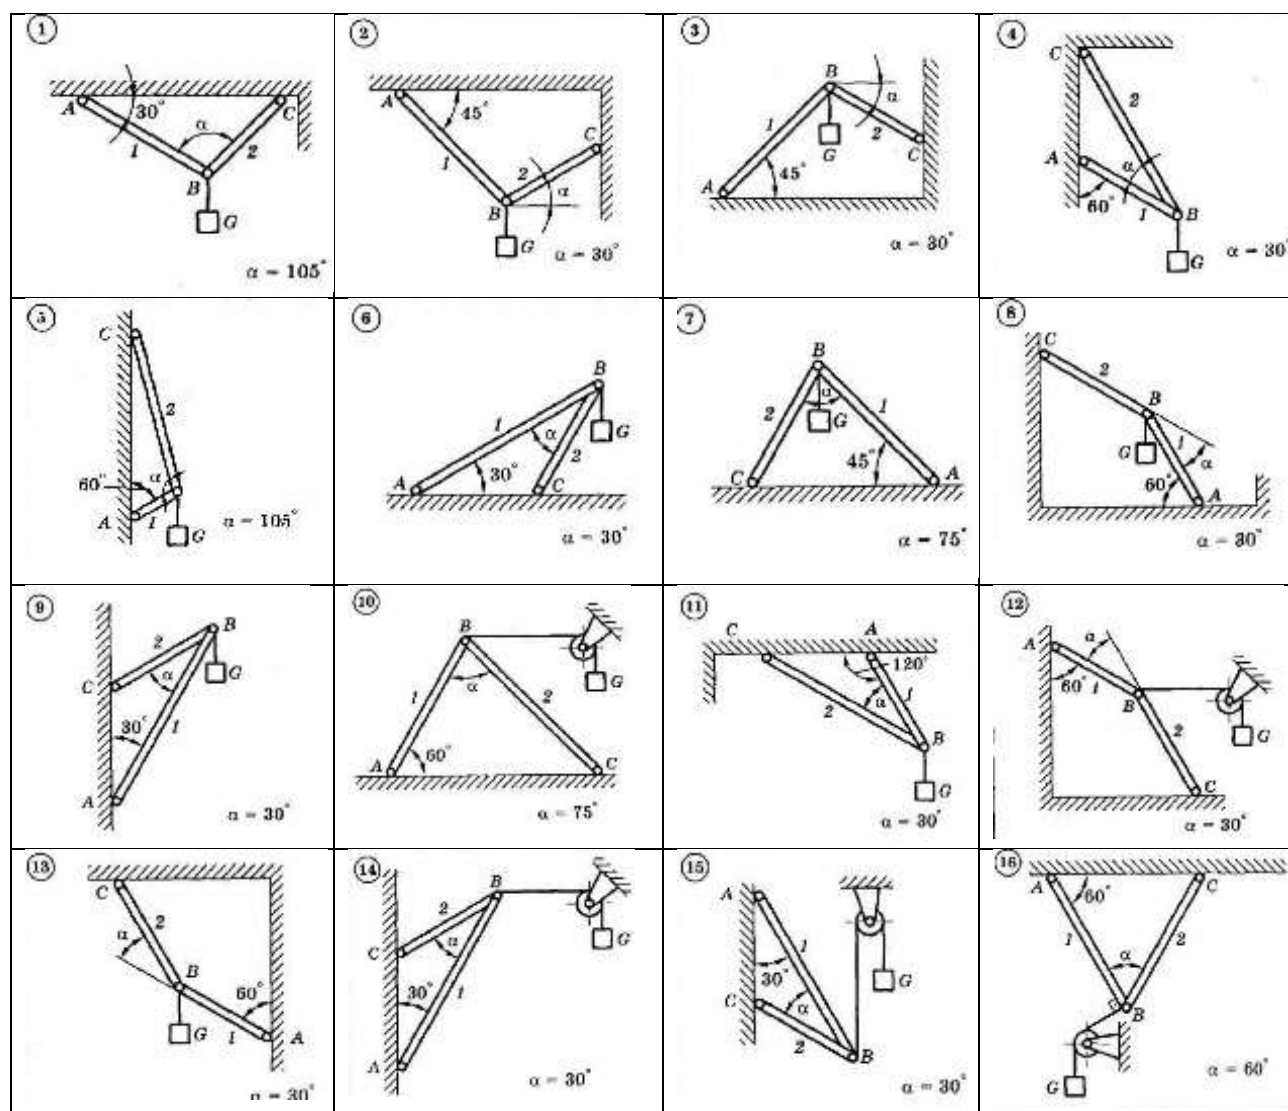 1
A 30° C
α
1 2
B
G
α = 105°
2
A 45°
C
1 2
α
B
G
α = 30°
3
B
α
1 2
G C
45°
A
α = 30°
4
C
2
A α
60° 1 B
G
α = 30°
5
C
2
60° α
A 1
G
α = 105°
6
B
1
α G
30° 2
A C
α = 30°
7
B
2 α 1
G
45°
C A
α = 75°
8
C
2
B
1
G α
60°
A
α = 30°
9
2 B
α G
C
30°
1
A
α = 30°
10
B
α G
1 2
60°
A C
α = 75°
11
C A
120°
α 1
2
B
G
α = 30°
12
α
A
60° 1
B
G
2
C
α = 30°
13
C
2
α
B
60°
G 1 A
α = 30°
14
B
2
α G
C
30° 1
A
α = 30°
15
A
1
30°
G
C α
2 B
α = 30°
16
A 60° C
1 2
α
B
G
α = 60°